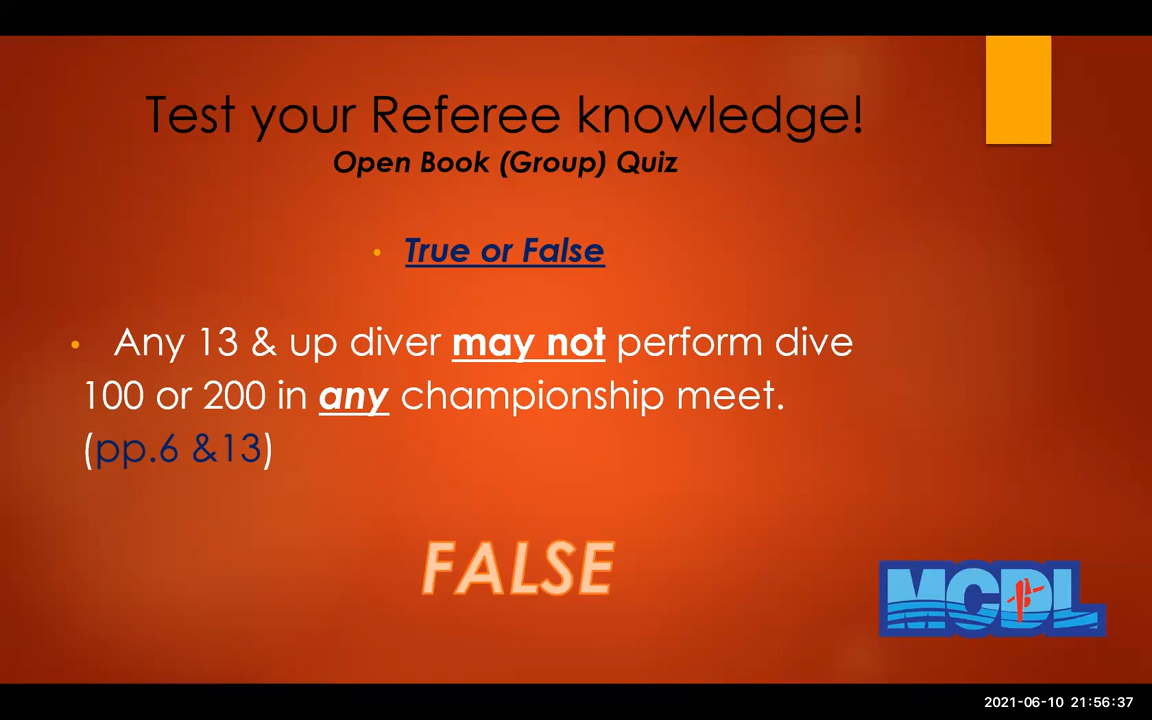 Test your Referee knowledge!
Open Book (Group) Quiz
• True or False
• Any 13 & up diver may not perform dive
100 or 200 in any championship meet.
(pp.6 &13)
FALSE
MCDL
2021-06-10 21:56:37